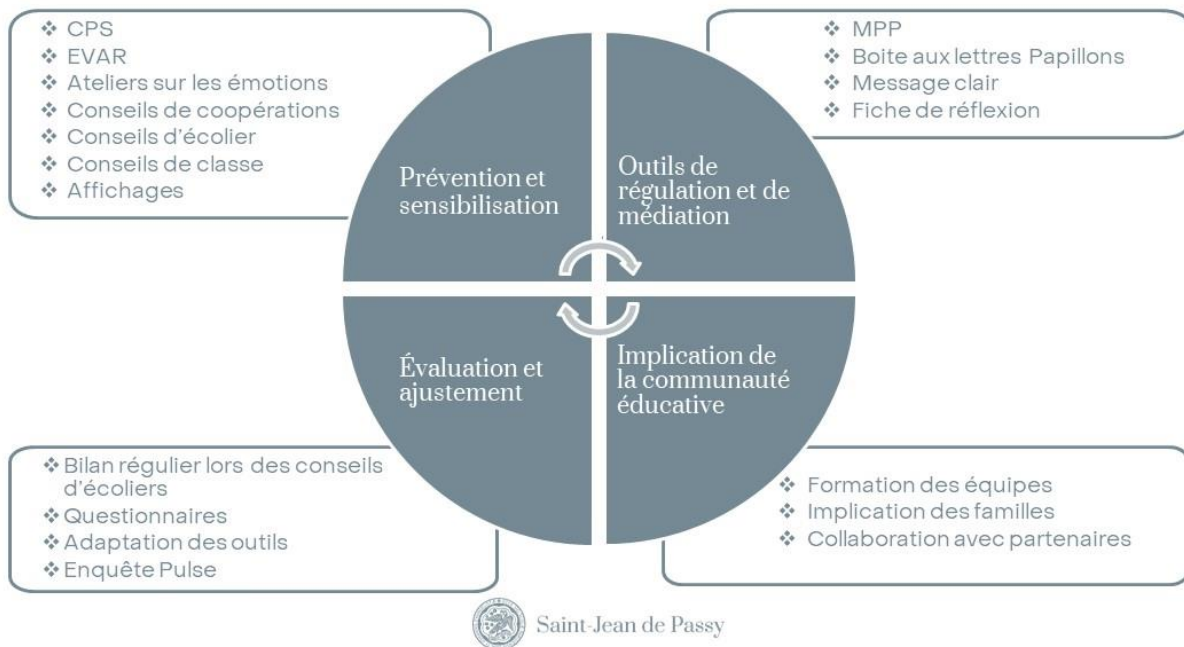 ❖ CPS
❖ EVAR
❖ Ateliers sur les émotions
❖ Conseils de coopérations
❖ Conseils d'écolier
❖ Conseils de classe
❖ Affichages
❖ MPP
❖ Boite aux lettres Papillons
❖ Message clair
❖ Fiche de réflexion
Prévention et
sensibilisation
Outils de
régulation et de
médiation
Évaluation et
ajustement
Implication de
la communauté
éducative
❖ Bilan régulier lors des conseils
d'écoliers
❖ Questionnaires
❖ Adaptation des outils
❖ Enquête Pulse
❖ Formation des équipes
❖ Implication des familles
❖ Collaboration avec partenaires
Saint-Jean de Passy